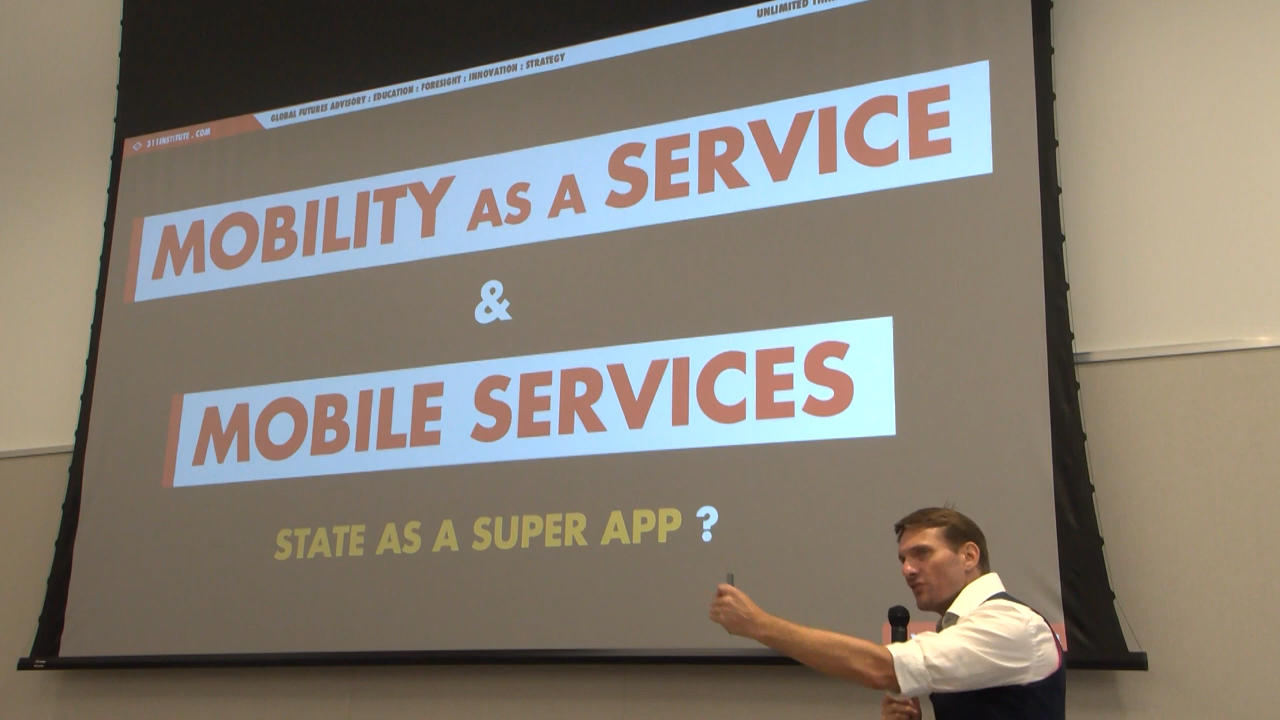 UNLIMITED
311INSTITUTE . COM
GLOBAL FUTURES ADVISORY : EDUCATION : FORESIGHT : INNOVATION : STRATEGY
MOBILITY AS A SERVICE
&
MOBILE SERVICES
STATE AS A SUPER APP ?